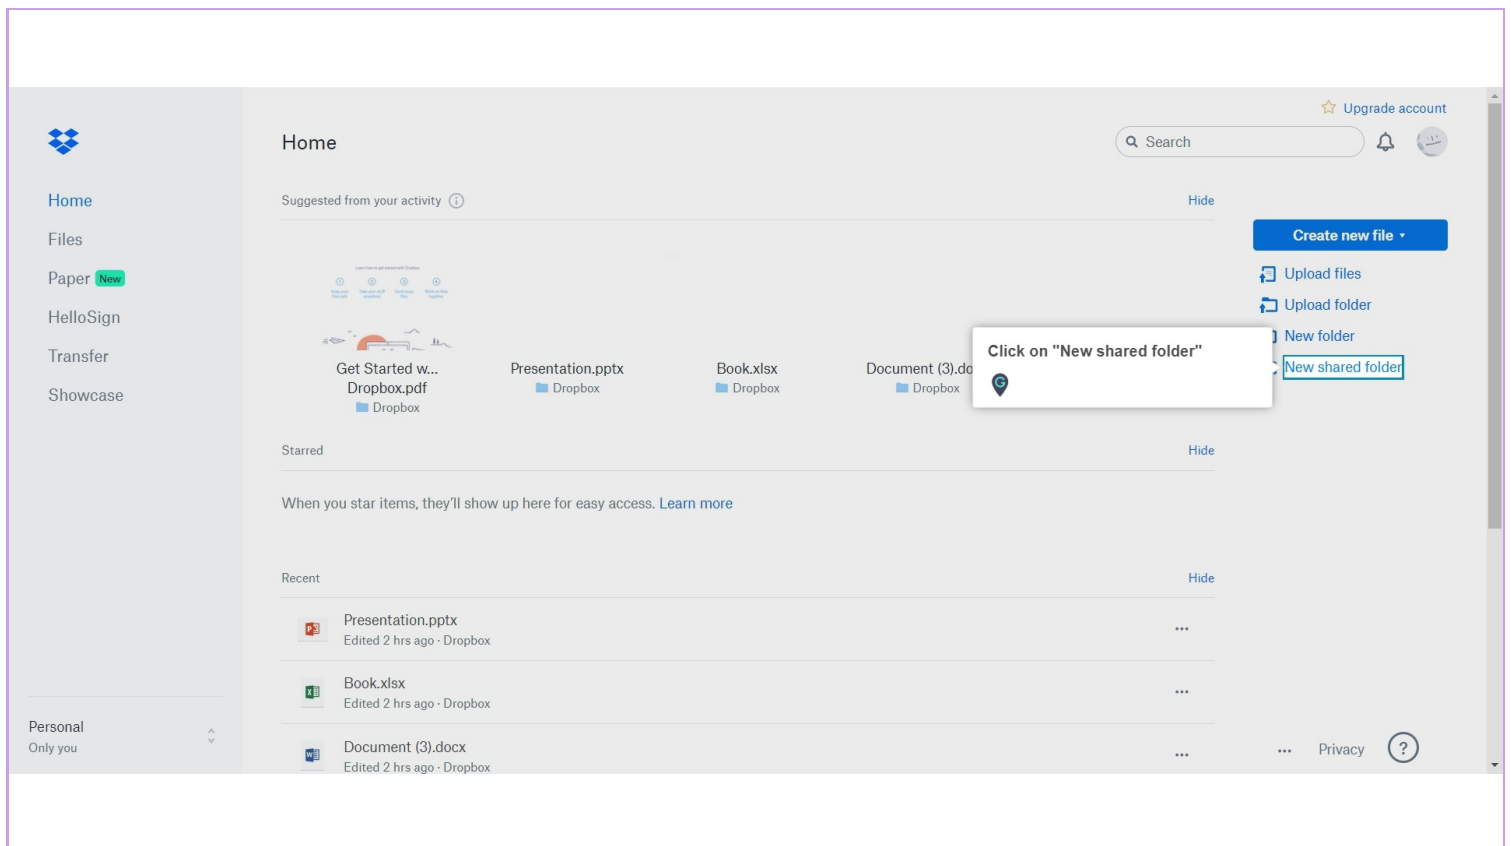 Upgrade account
Home
Search
Home
Files
Paper New
HelloSign
Transfer
Showcase
Suggested from your activity
Hide
Create new file
Upload files
Upload folder
New folder
New shared folder
Click on "New shared folder"
Get Started w...
Dropbox.pdf
Dropbox
Presentation.pptx
Dropbox
Book.xlsx
Dropbox
Document (3).do
Dropbox
Starred
Hide
When you star items, they'll show up here for easy access. Learn more
Recent
Hide
Presentation.pptx
Edited 2 hrs ago · Dropbox
Book.xlsx
Edited 2 hrs ago · Dropbox
Document (3).docx
Edited 2 hrs ago · Dropbox
Personal
Only you
Privacy
?